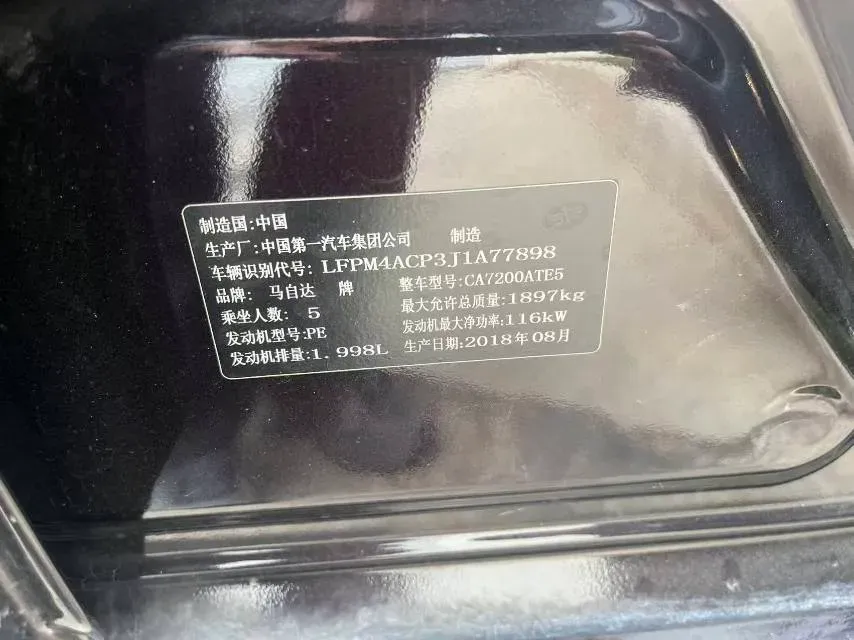 制造国:中国
生产厂:中国第一汽车集团公司 制造
车辆识别代号: LFPM4ACP3J1A77898
品牌: 马自达 牌 整车型号:CA7200ATE5
乘坐人数: 5 最大允许总质量:1897kg
发动机型号:PE 发动机最大净功率:116kW
发动机排量:1.998L 生产日期:2018年08月